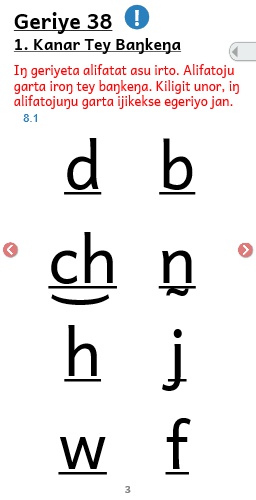 Geriye 38 !
1. Kanar Tey Baŋkeŋa
Iŋ geriyeta alifatat asu irto. Alifatoju
garta iroŋ tey baŋkeŋa. Kiligit unor, iŋ
alifatojuŋu garta ijikekse egeriyo jan.
8.1
d b
ch ñ
h j
w f
3